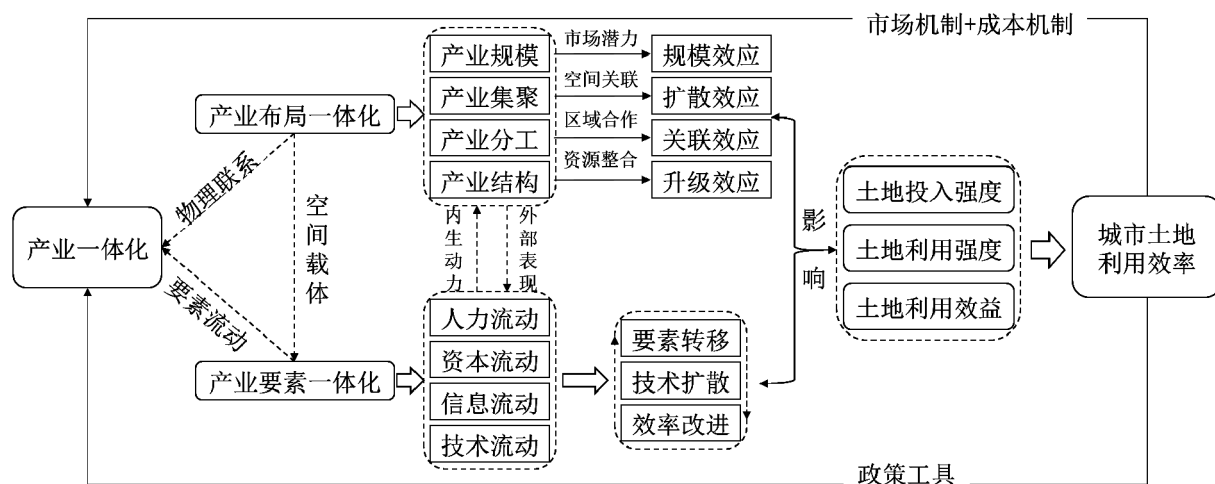 市场机制+成本机制
产业规模
市场潜力
规模效应
产业集聚
空间关联
扩散效应
产业布局一体化
产业分工
区域合作
关联效应
产业结构
资源整合
升级效应
物理联系
空间载体
内生动力
外部表现
产业一体化
要素流动
产业要素一体化
人力流动
资本流动
信息流动
技术流动
要素转移
技术扩散
效率改进
影响
土地投入强度
土地利用强度
土地利用效益
城市土地
利用效率
政策工具